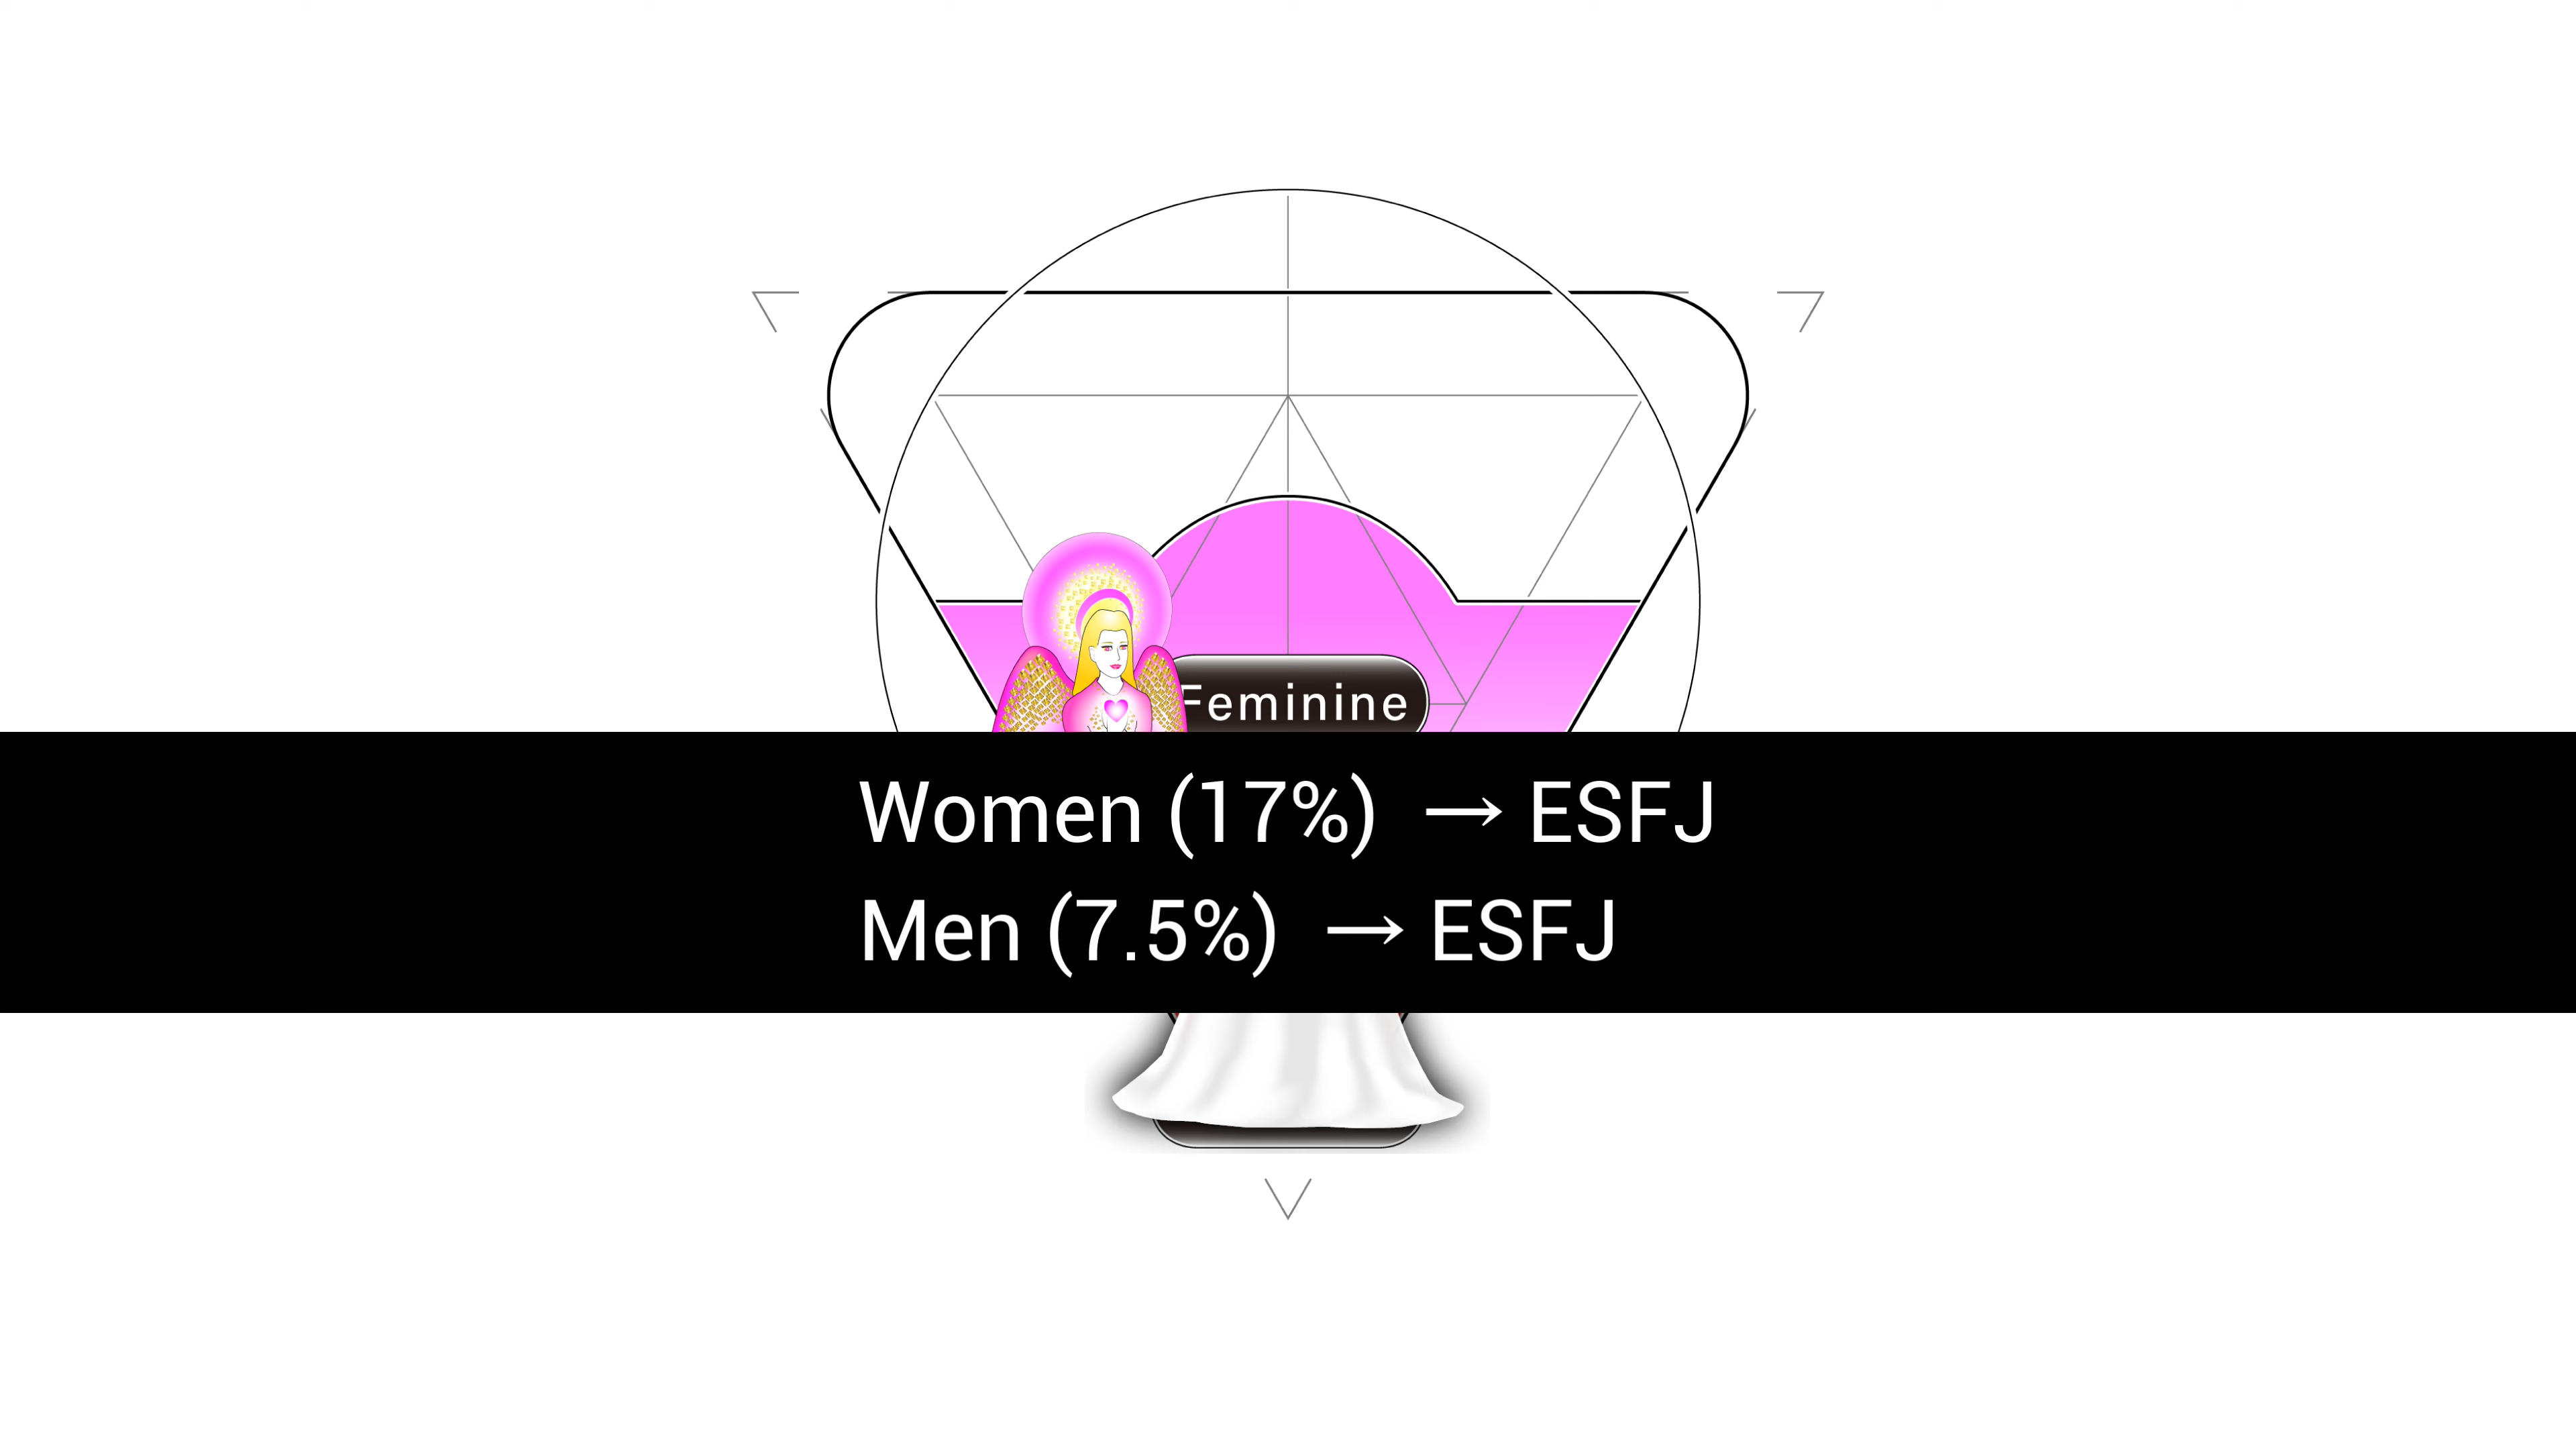 Feminine
Women (17%) → ESFJ
Men (7.5%) → ESFJ